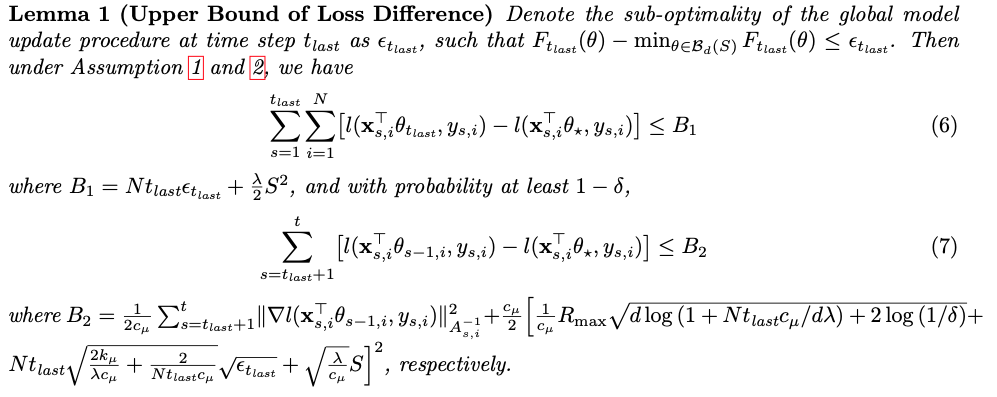 Lemma 1 (Upper Bound of Loss Difference) Denote the sub-optimality of the global model
update procedure at time step $t_{last}$ as $\epsilon_{t_{last}}$, such that $F_{t_{last}}(\theta) - \min_{\theta \in \mathcal{B}_d(S)} F_{t_{last}}(\theta) \leq \epsilon_{t_{last}}$. Then
under Assumption 1 and 2, we have
$\sum_{s=1}^{t_{last}} \sum_{i=1}^{N} \left[ l(\mathbf{x}_{s,i}^{\top} \theta_{t_{last}}, y_{s,i}) - l(\mathbf{x}_{s,i}^{\top} \theta_{\star}, y_{s,i}) \right] \leq B_1$ (6)
where $B_1 = N t_{last} \epsilon_{t_{last}} + \frac{\lambda}{2} S^2$, and with probability at least $1 - \delta$,
$\sum_{s=t_{last}+1}^{t} \left[ l(\mathbf{x}_{s,i}^{\top} \theta_{s-1,i}, y_{s,i}) - l(\mathbf{x}_{s,i}^{\top} \theta_{\star}, y_{s,i}) \right] \leq B_2$ (7)
where $B_2 = \frac{1}{2c_\mu} \sum_{s=t_{last}+1}^{t} \| \nabla l(\mathbf{x}_{s,i}^{\top} \theta_{s-1,i}, y_{s,i}) \|_{A_{s,i}^{-1}}^2 + \frac{c_\mu}{2} \Big[ \frac{1}{c_\mu} R_{\max} \sqrt{d \log (1 + N t_{last} c_\mu / d\lambda) + 2 \log (1/\delta)} +$
$N t_{last} \sqrt{\frac{2k_\mu}{\lambda c_\mu} + \frac{2}{N t_{last} c_\mu}} \sqrt{\epsilon_{t_{last}}} + \sqrt{\frac{\lambda}{c_\mu}} S \Big]^2$, respectively.